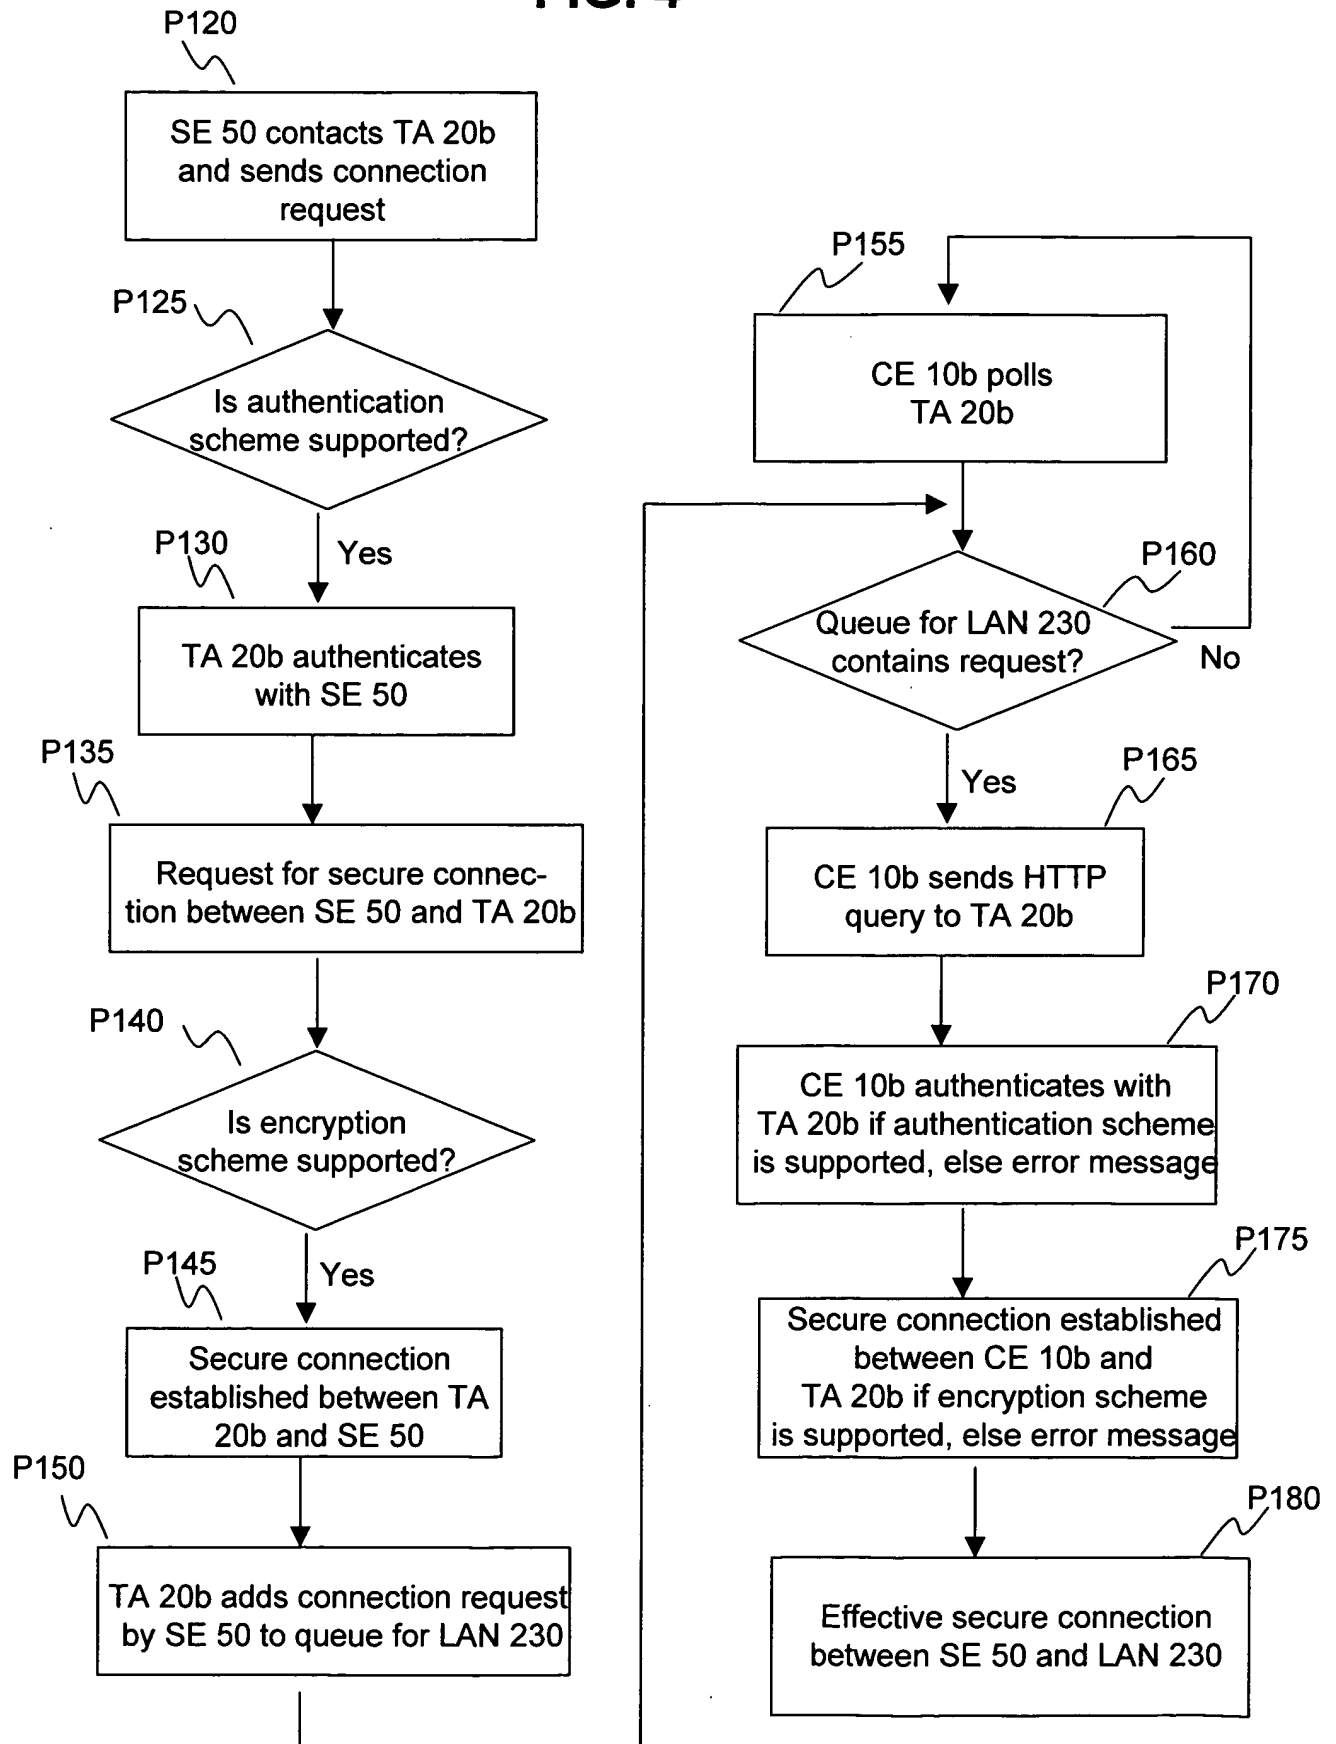 P120
SE 50 contacts TA 20b
and sends connection
request
P125
Is authentication
scheme supported?
Yes
P130
TA 20b authenticates
with SE 50
P135
Request for secure connec-
tion between SE 50 and TA 20b
P140
Is encryption
scheme supported?
Yes
P145
Secure connection
established between TA
20b and SE 50
P150
TA 20b adds connection request
by SE 50 to queue for LAN 230
P155
CE 10b polls
TA 20b
P160
Queue for LAN 230
contains request?
No
Yes
P165
CE 10b sends HTTP
query to TA 20b
P170
CE 10b authenticates with
TA 20b if authentication scheme
is supported, else error message
P175
Secure connection established
between CE 10b and
TA 20b if encryption scheme
is supported, else error message
P180
Effective secure connection
between SE 50 and LAN 230